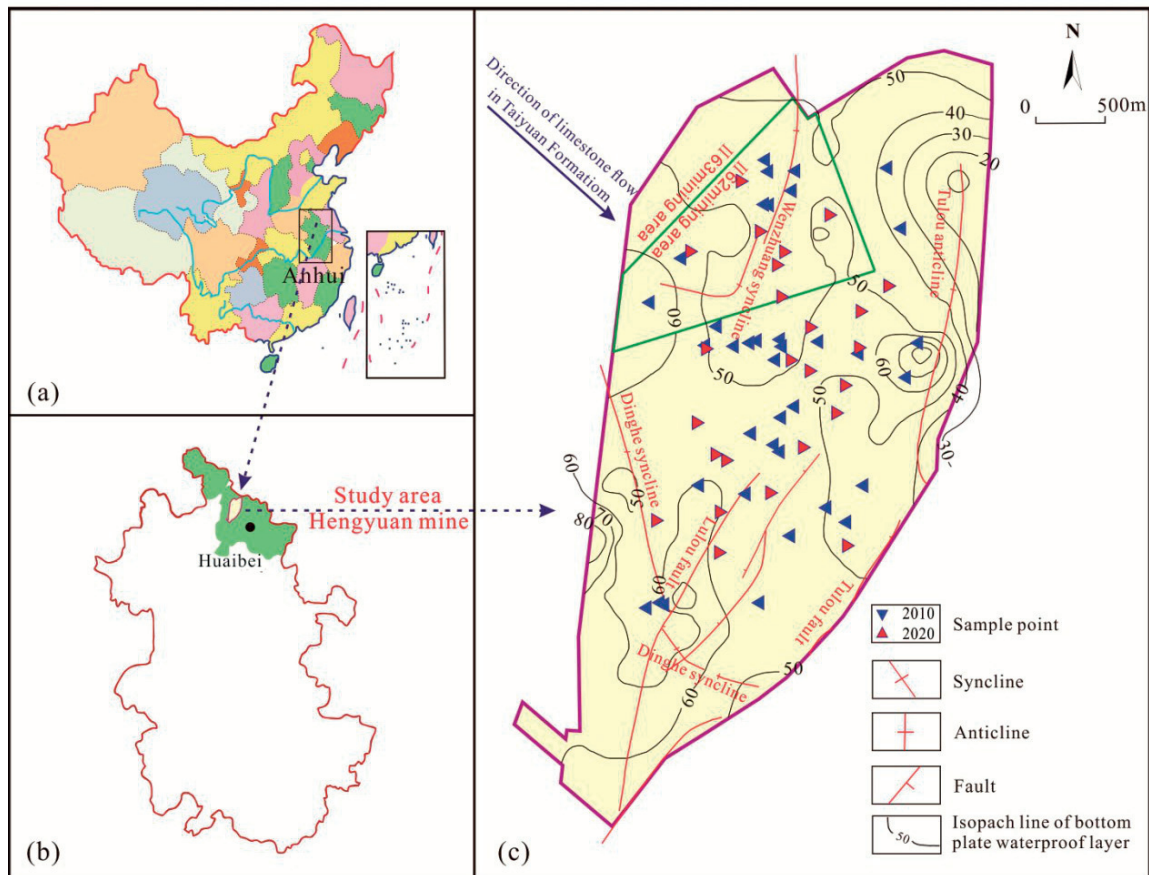 Anhui
(a)
Huaibei
(b)
Study area
Hengyuan mine
Direction of limestone flow
in Taiyuan Formatiom
N
0 500m
II63mining area
II62mining area
Wenzhuang syncline
Tulou anticline
Dinghe syncline
Lulou fault
Tulou fault
Dinghe syncline
50
40
30
20
50
60
50
50
60
40
30
60
50
70
80
60
50
60
(c)
2010
2020
Sample point
Syncline
Anticline
Fault
50
Isopach line of bottom
plate waterproof layer